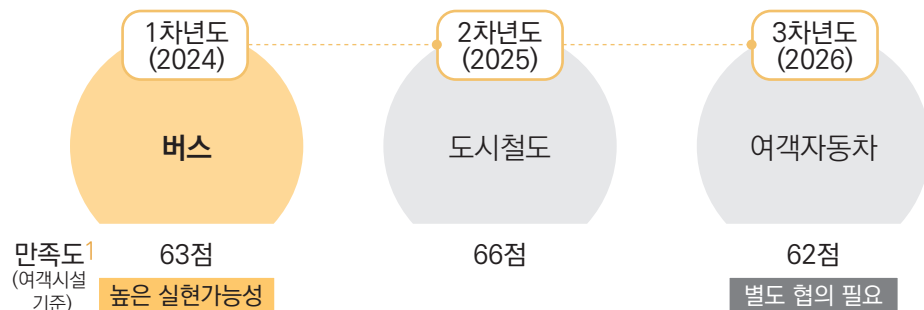 1차년도
(2024)
2차년도
(2025)
3차년도
(2026)
버스
도시철도
여객자동차
만족도1
(여객시설
기준)
63점
66점
62점
높은 실현가능성
별도 협의 필요